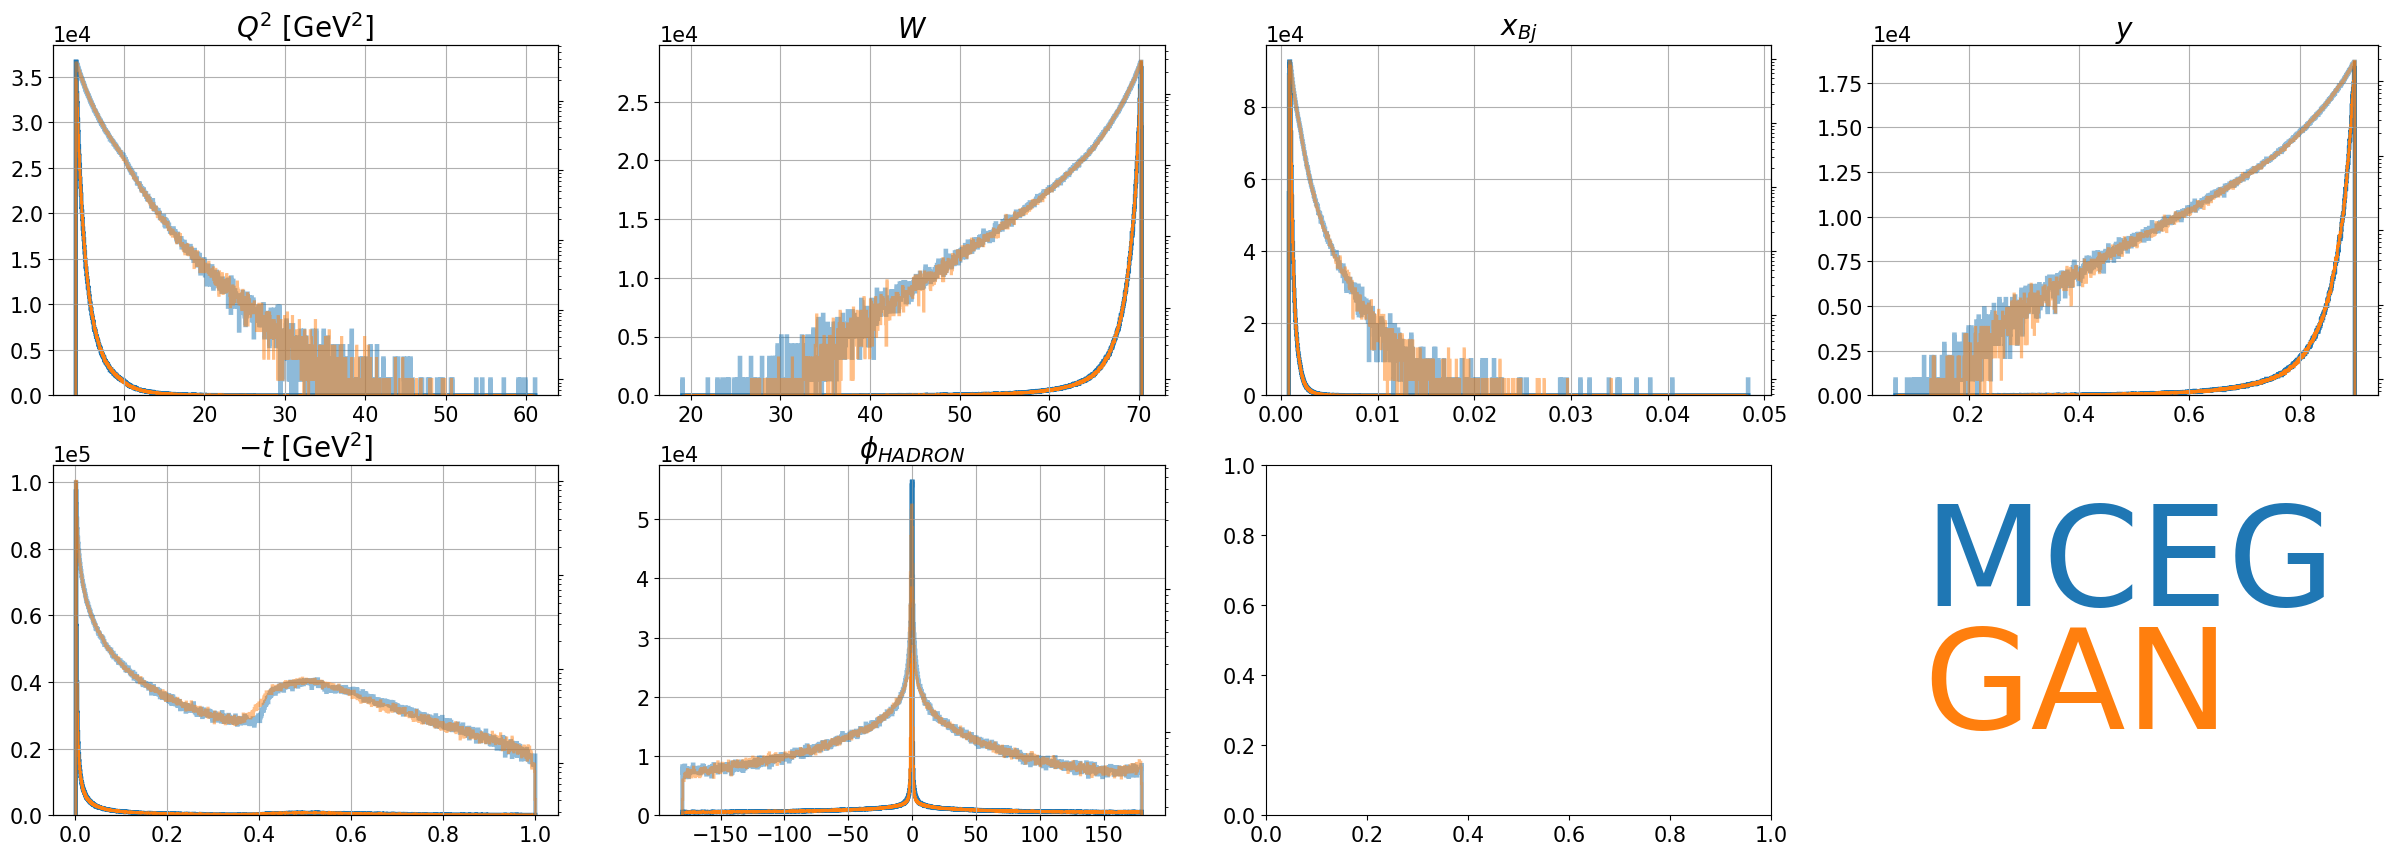 Q² [GeV²]
1e4
3.5
3.0
2.5
2.0
1.5
1.0
0.5
0.0
10 20 30 40 50 60
W
1e4
2.5
2.0
1.5
1.0
0.5
0.0
20 30 40 50 60 70
x_Bj
1e4
8
6
4
2
0
0.00 0.01 0.02 0.03 0.04 0.05
y
1e4
1.75
1.50
1.25
1.00
0.75
0.50
0.25
0.00
0.2 0.4 0.6 0.8
−t [GeV²]
1e5
1.0
0.8
0.6
0.4
0.2
0.0
0.0 0.2 0.4 0.6 0.8 1.0
ϕ_HADRON
1e4
5
4
3
2
1
0
−150 −100 −50 0 50 100 150
1.0
0.8
0.6
0.4
0.2
0.0
0.0 0.2 0.4 0.6 0.8 1.0
MCEG
GAN